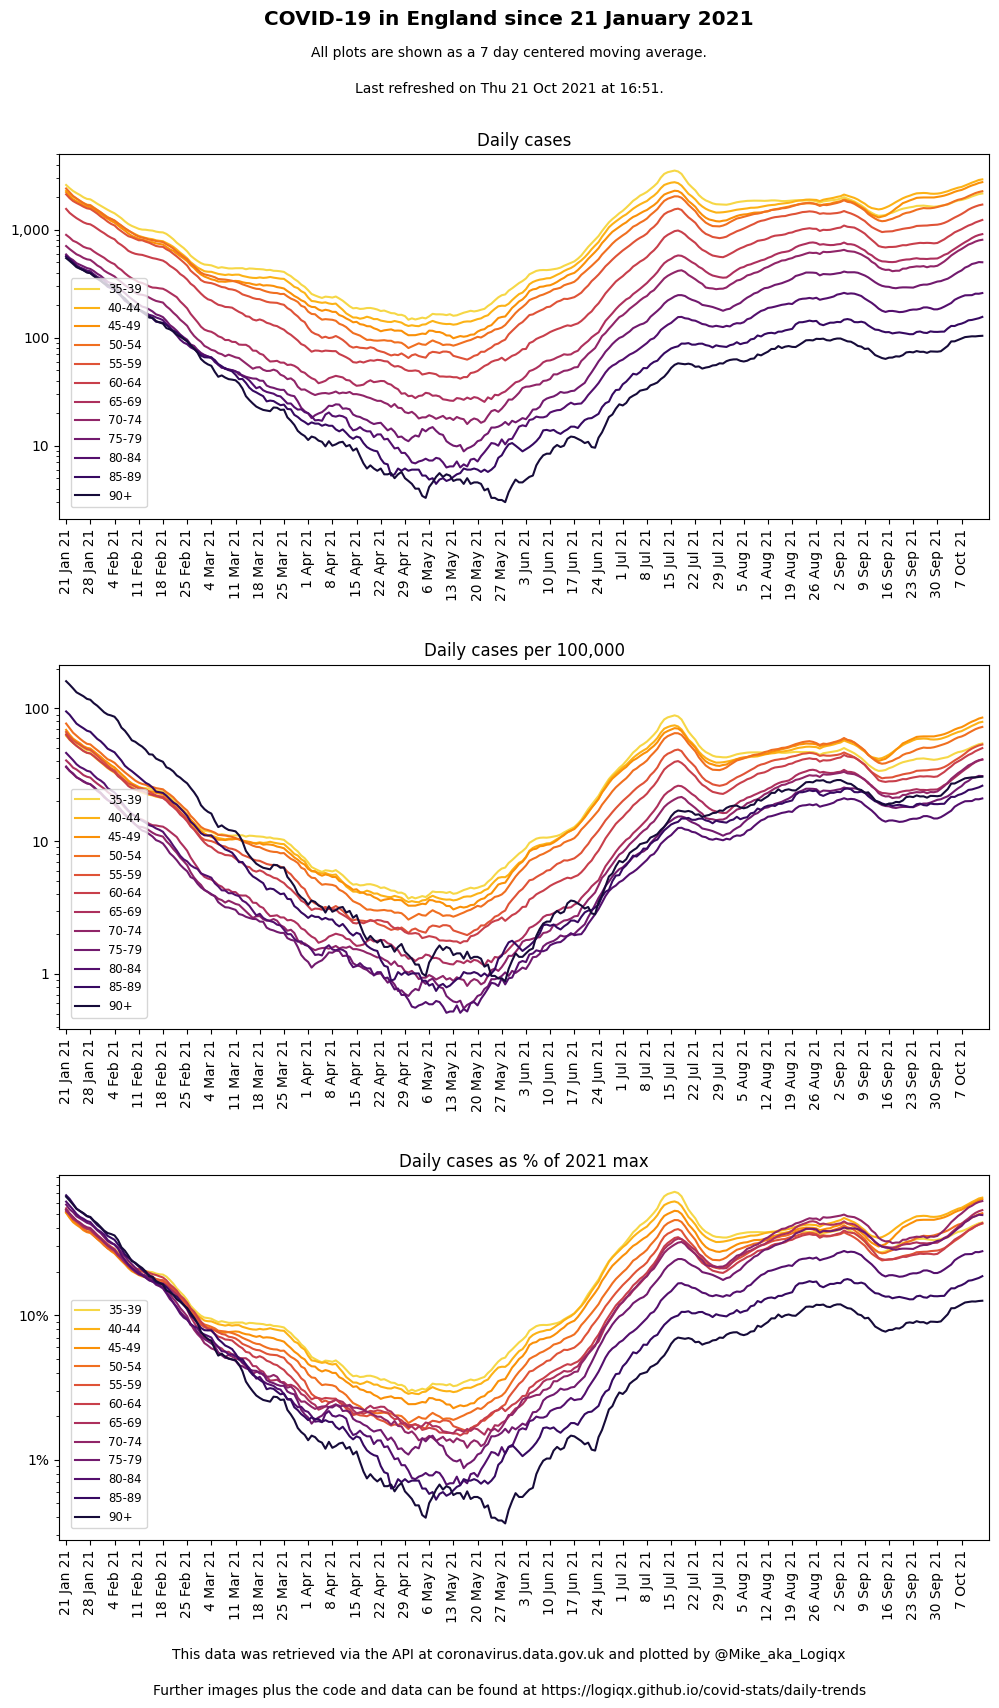 COVID-19 in England since 21 January 2021
All plots are shown as a 7 day centered moving average.
Last refreshed on Thu 21 Oct 2021 at 16:51.
Daily cases
1,000
100
10
35-39
40-44
45-49
50-54
55-59
60-64
65-69
70-74
75-79
80-84
85-89
90+
21 Jan 21
28 Jan 21
4 Feb 21
11 Feb 21
18 Feb 21
25 Feb 21
4 Mar 21
11 Mar 21
18 Mar 21
25 Mar 21
1 Apr 21
8 Apr 21
15 Apr 21
22 Apr 21
29 Apr 21
6 May 21
13 May 21
20 May 21
27 May 21
3 Jun 21
10 Jun 21
17 Jun 21
24 Jun 21
1 Jul 21
8 Jul 21
15 Jul 21
22 Jul 21
29 Jul 21
5 Aug 21
12 Aug 21
19 Aug 21
26 Aug 21
2 Sep 21
9 Sep 21
16 Sep 21
23 Sep 21
30 Sep 21
7 Oct 21
Daily cases per 100,000
100
10
1
35-39
40-44
45-49
50-54
55-59
60-64
65-69
70-74
75-79
80-84
85-89
90+
21 Jan 21
28 Jan 21
4 Feb 21
11 Feb 21
18 Feb 21
25 Feb 21
4 Mar 21
11 Mar 21
18 Mar 21
25 Mar 21
1 Apr 21
8 Apr 21
15 Apr 21
22 Apr 21
29 Apr 21
6 May 21
13 May 21
20 May 21
27 May 21
3 Jun 21
10 Jun 21
17 Jun 21
24 Jun 21
1 Jul 21
8 Jul 21
15 Jul 21
22 Jul 21
29 Jul 21
5 Aug 21
12 Aug 21
19 Aug 21
26 Aug 21
2 Sep 21
9 Sep 21
16 Sep 21
23 Sep 21
30 Sep 21
7 Oct 21
Daily cases as % of 2021 max
10%
1%
35-39
40-44
45-49
50-54
55-59
60-64
65-69
70-74
75-79
80-84
85-89
90+
21 Jan 21
28 Jan 21
4 Feb 21
11 Feb 21
18 Feb 21
25 Feb 21
4 Mar 21
11 Mar 21
18 Mar 21
25 Mar 21
1 Apr 21
8 Apr 21
15 Apr 21
22 Apr 21
29 Apr 21
6 May 21
13 May 21
20 May 21
27 May 21
3 Jun 21
10 Jun 21
17 Jun 21
24 Jun 21
1 Jul 21
8 Jul 21
15 Jul 21
22 Jul 21
29 Jul 21
5 Aug 21
12 Aug 21
19 Aug 21
26 Aug 21
2 Sep 21
9 Sep 21
16 Sep 21
23 Sep 21
30 Sep 21
7 Oct 21
This data was retrieved via the API at coronavirus.data.gov.uk and plotted by @Mike_aka_Logiqx
Further images plus the code and data can be found at https://logiqx.github.io/covid-stats/daily-trends